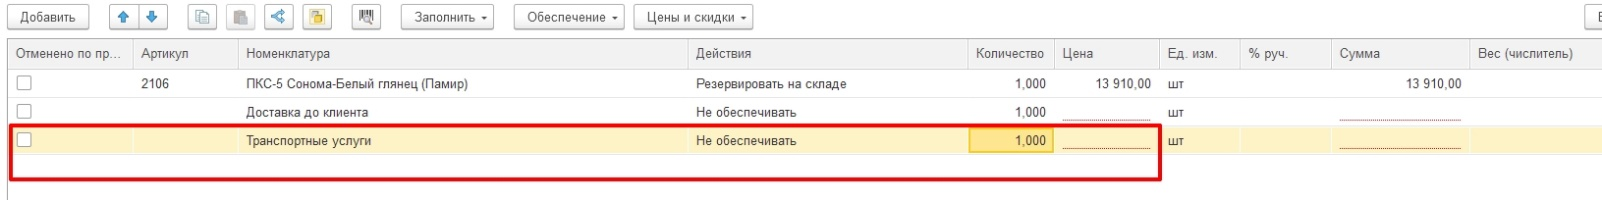 Добавить Заполнить Обеспечение Цены и скидки
Отменено по пр... Артикул Номенклатура Действия Количество Цена Ед. изм. % руч. Сумма Вес (числитель)
2106 ПКС-5 Сонома-Белый глянец (Памир) Резервировать на складе 1,000 13 910,00 шт 13 910,00
Доставка до клиента Не обеспечивать 1,000 шт
Транспортные услуги Не обеспечивать 1,000 шт